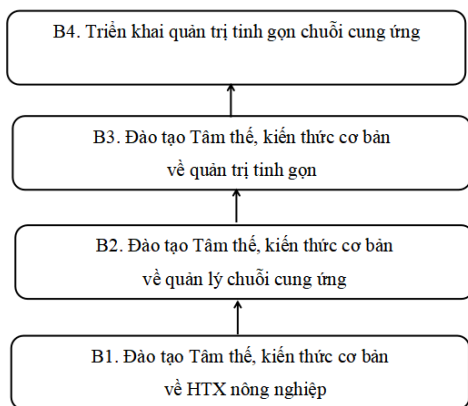 B4. Triển khai quản trị tinh gọn chuỗi cung ứng
B3. Đào tạo Tâm thế, kiến thức cơ bản
về quản trị tinh gọn
B2. Đào tạo Tâm thế, kiến thức cơ bản
về quản lý chuỗi cung ứng
B1. Đào tạo Tâm thế, kiến thức cơ bản
về HTX nông nghiệp